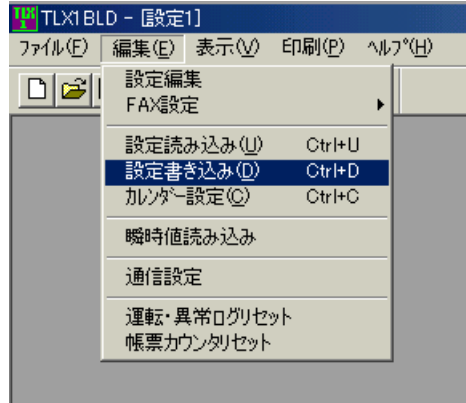 TLX1
TLX1BLD - [設定1]
ファイル(F) 編集(E) 表示(V) 印刷(P) ヘルプ(H)
設定編集
FAX設定
設定読み込み(U) Ctrl+U
設定書き込み(D) Ctrl+D
カレンダー設定(C) Ctrl+C
瞬時値読み込み
通信設定
運転・異常ログリセット
帳票カウンタリセット